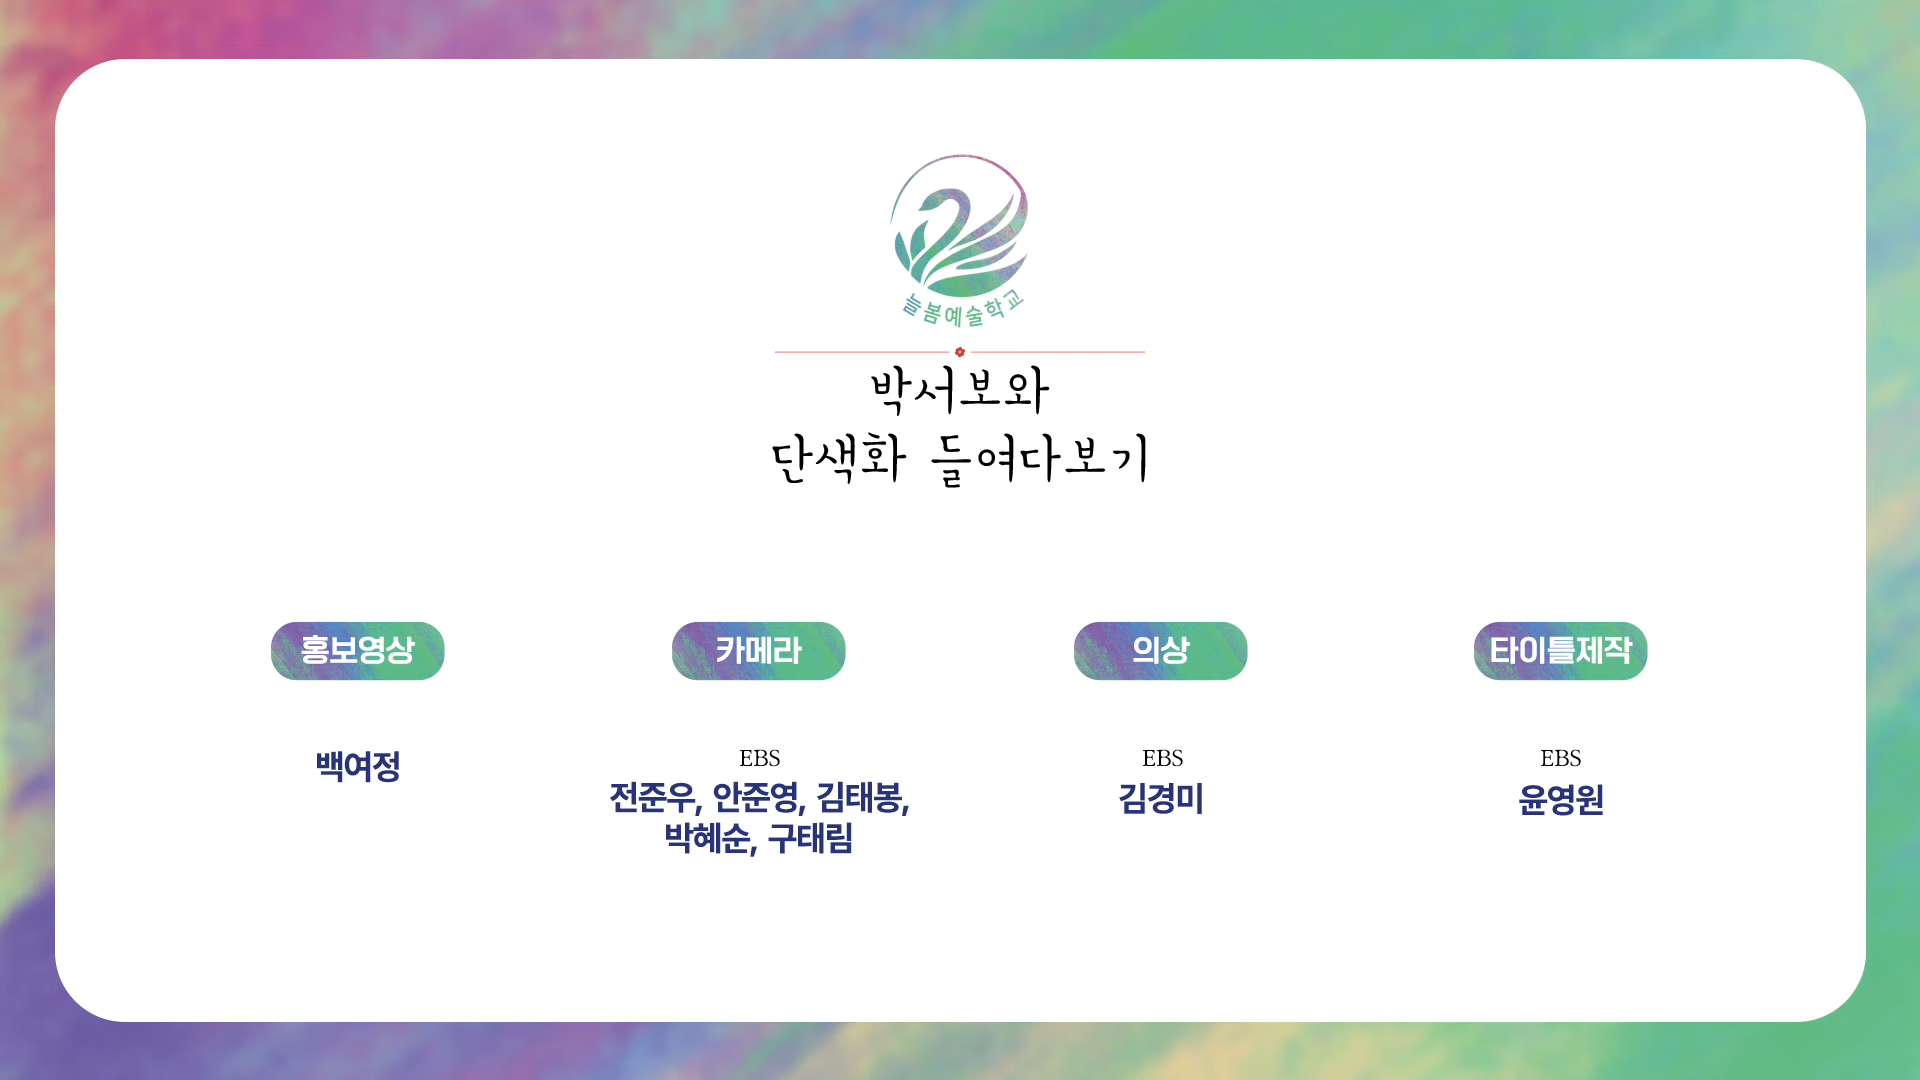 늘봄예술학교
박서보와
단색화 들여다보기
홍보영상
백여정
카메라
EBS
전준우, 안준영, 김태봉,
박혜순, 구태림
의상
EBS
김경미
타이틀제작
EBS
윤영원